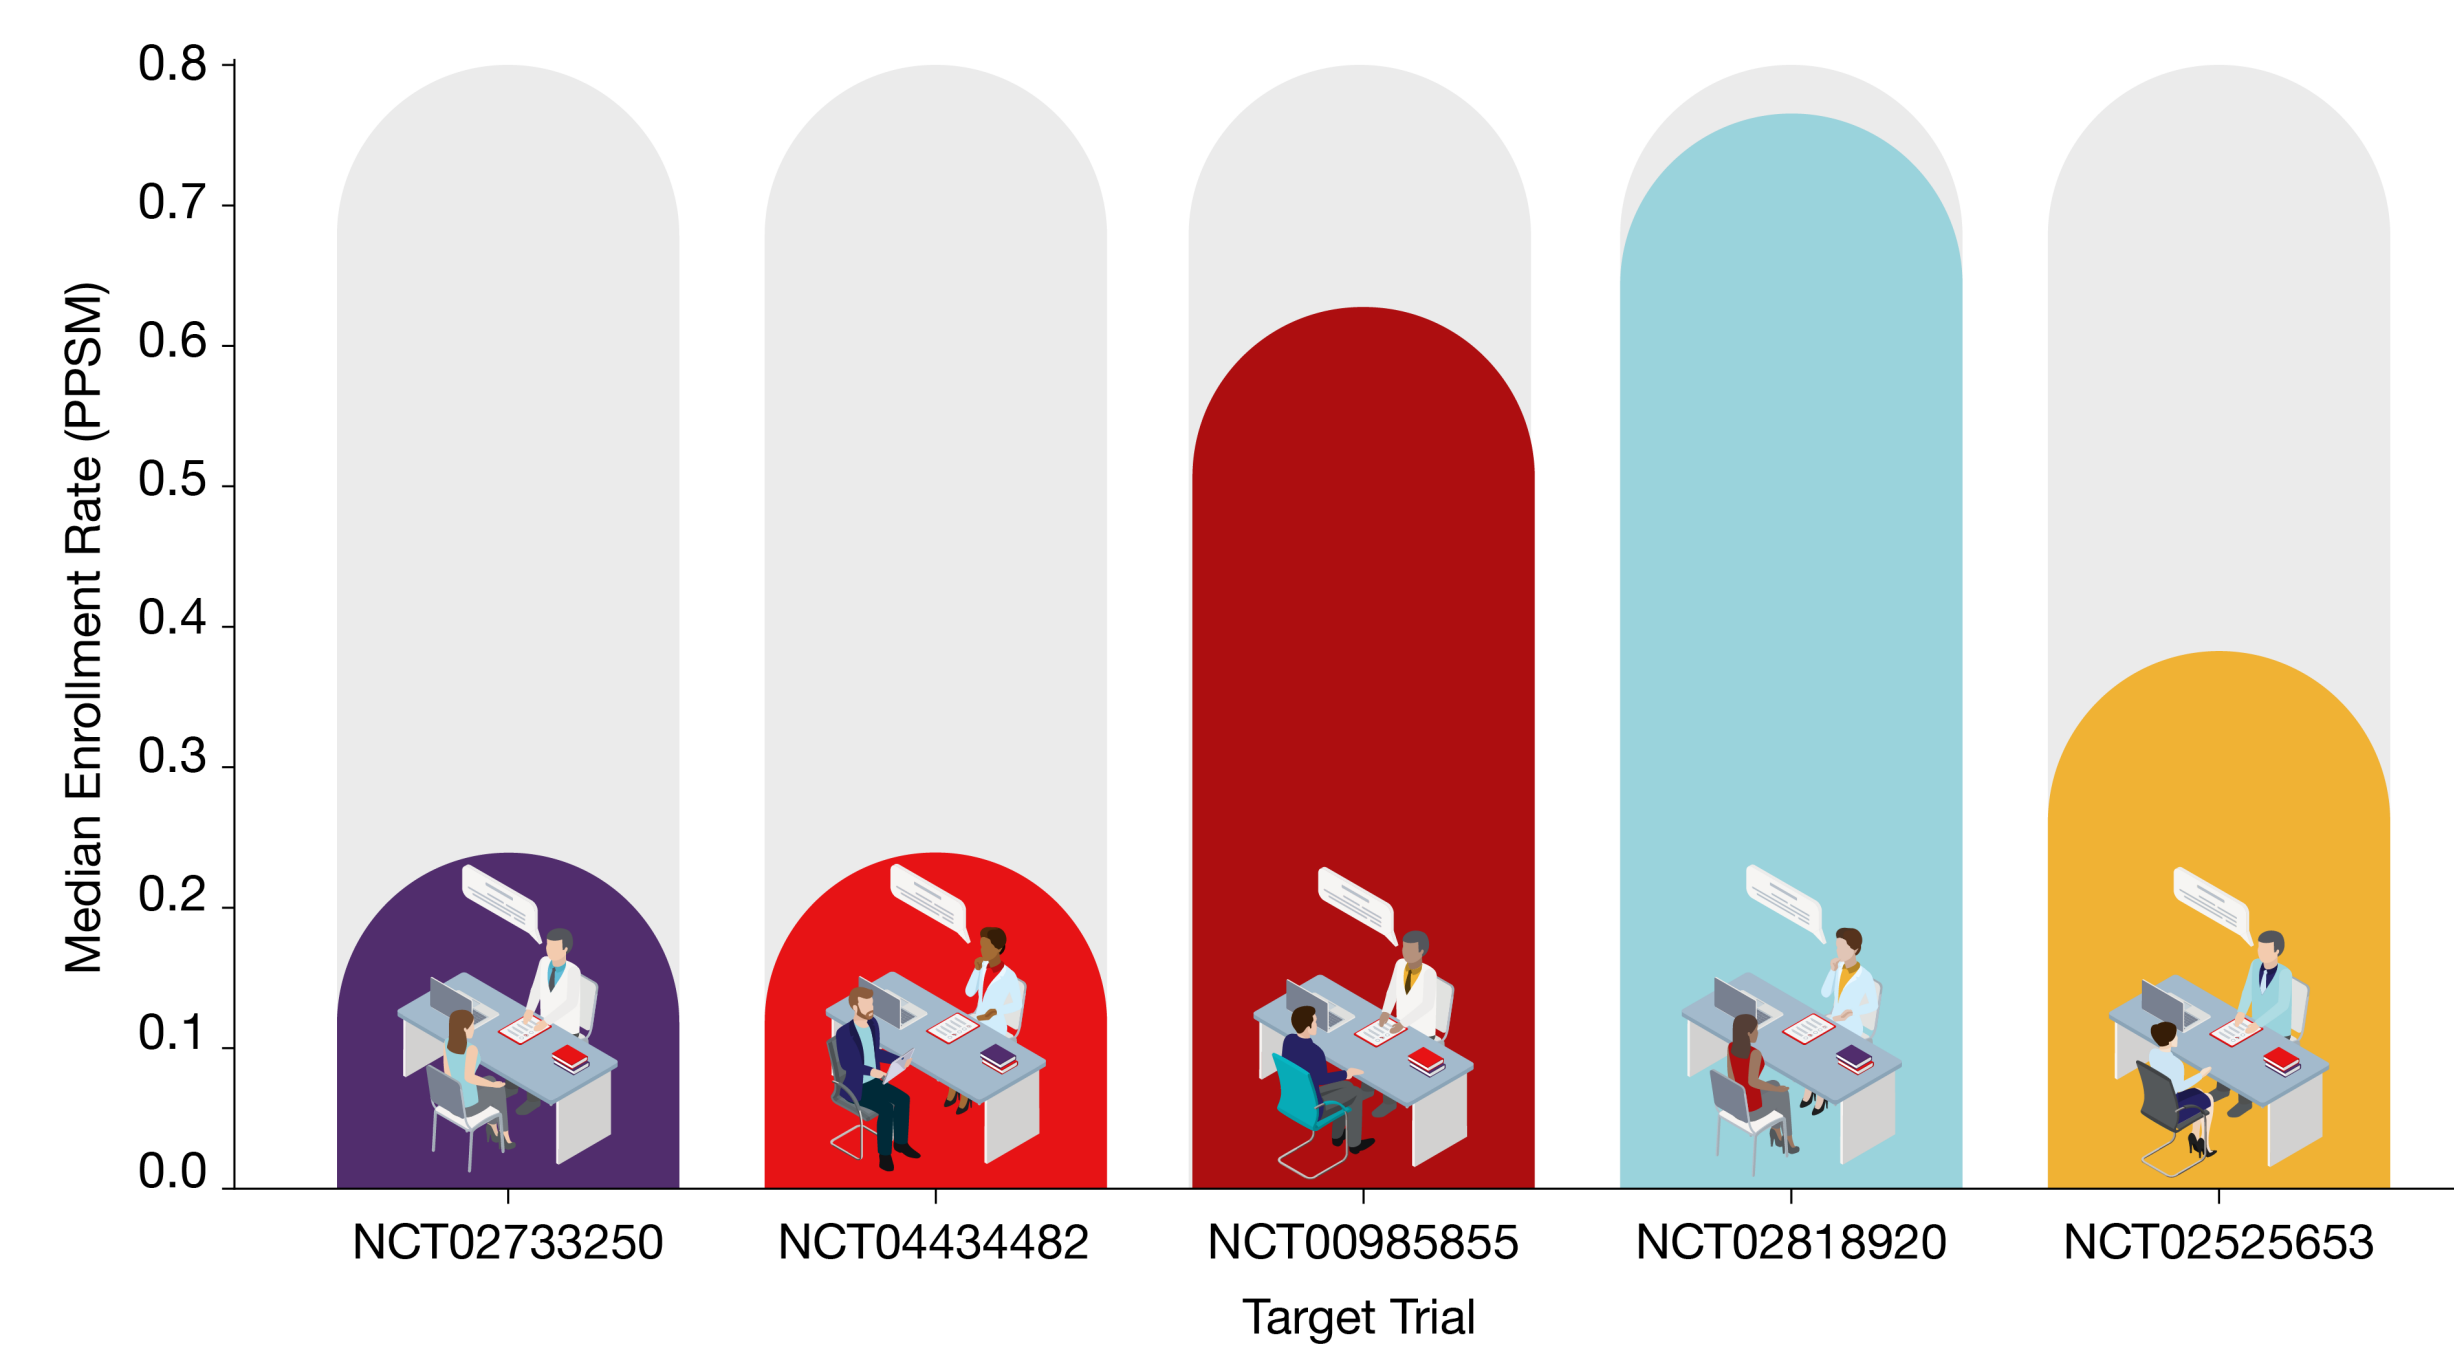 Median Enrollment Rate (PPSM)
0.8
0.7
0.6
0.5
0.4
0.3
0.2
0.1
0.0
NCT02733250
NCT04434482
NCT00985855
NCT02818920
NCT02525653
Target Trial